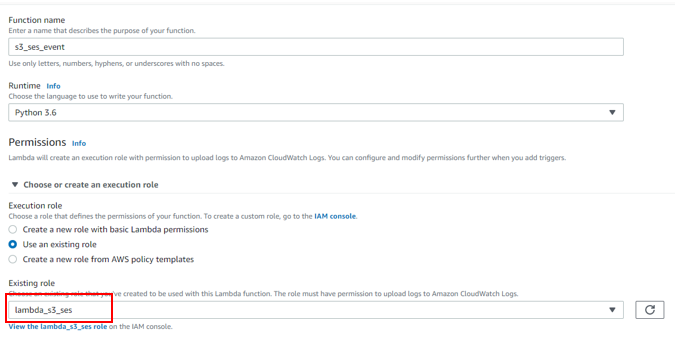 Function name
Enter a name that describes the purpose of your function.
s3_ses_event
Use only letters, numbers, hyphens, or underscores with no spaces.
Runtime Info
Choose the language to use to write your function.
Python 3.6
Permissions Info
Lambda will create an execution role with permission to upload logs to Amazon CloudWatch Logs. You can configure and modify permissions further when you add triggers.
Choose or create an execution role
Execution role
Choose a role that defines the permissions of your function. To create a custom role, go to the IAM console.
Create a new role with basic Lambda permissions
Use an existing role
Create a new role from AWS policy templates
Existing role
Choose an existing role that you've created to be used with this Lambda function. The role must have permission to upload logs to Amazon CloudWatch Logs.
lambda_s3_ses
View the lambda_s3_ses role on the IAM console.